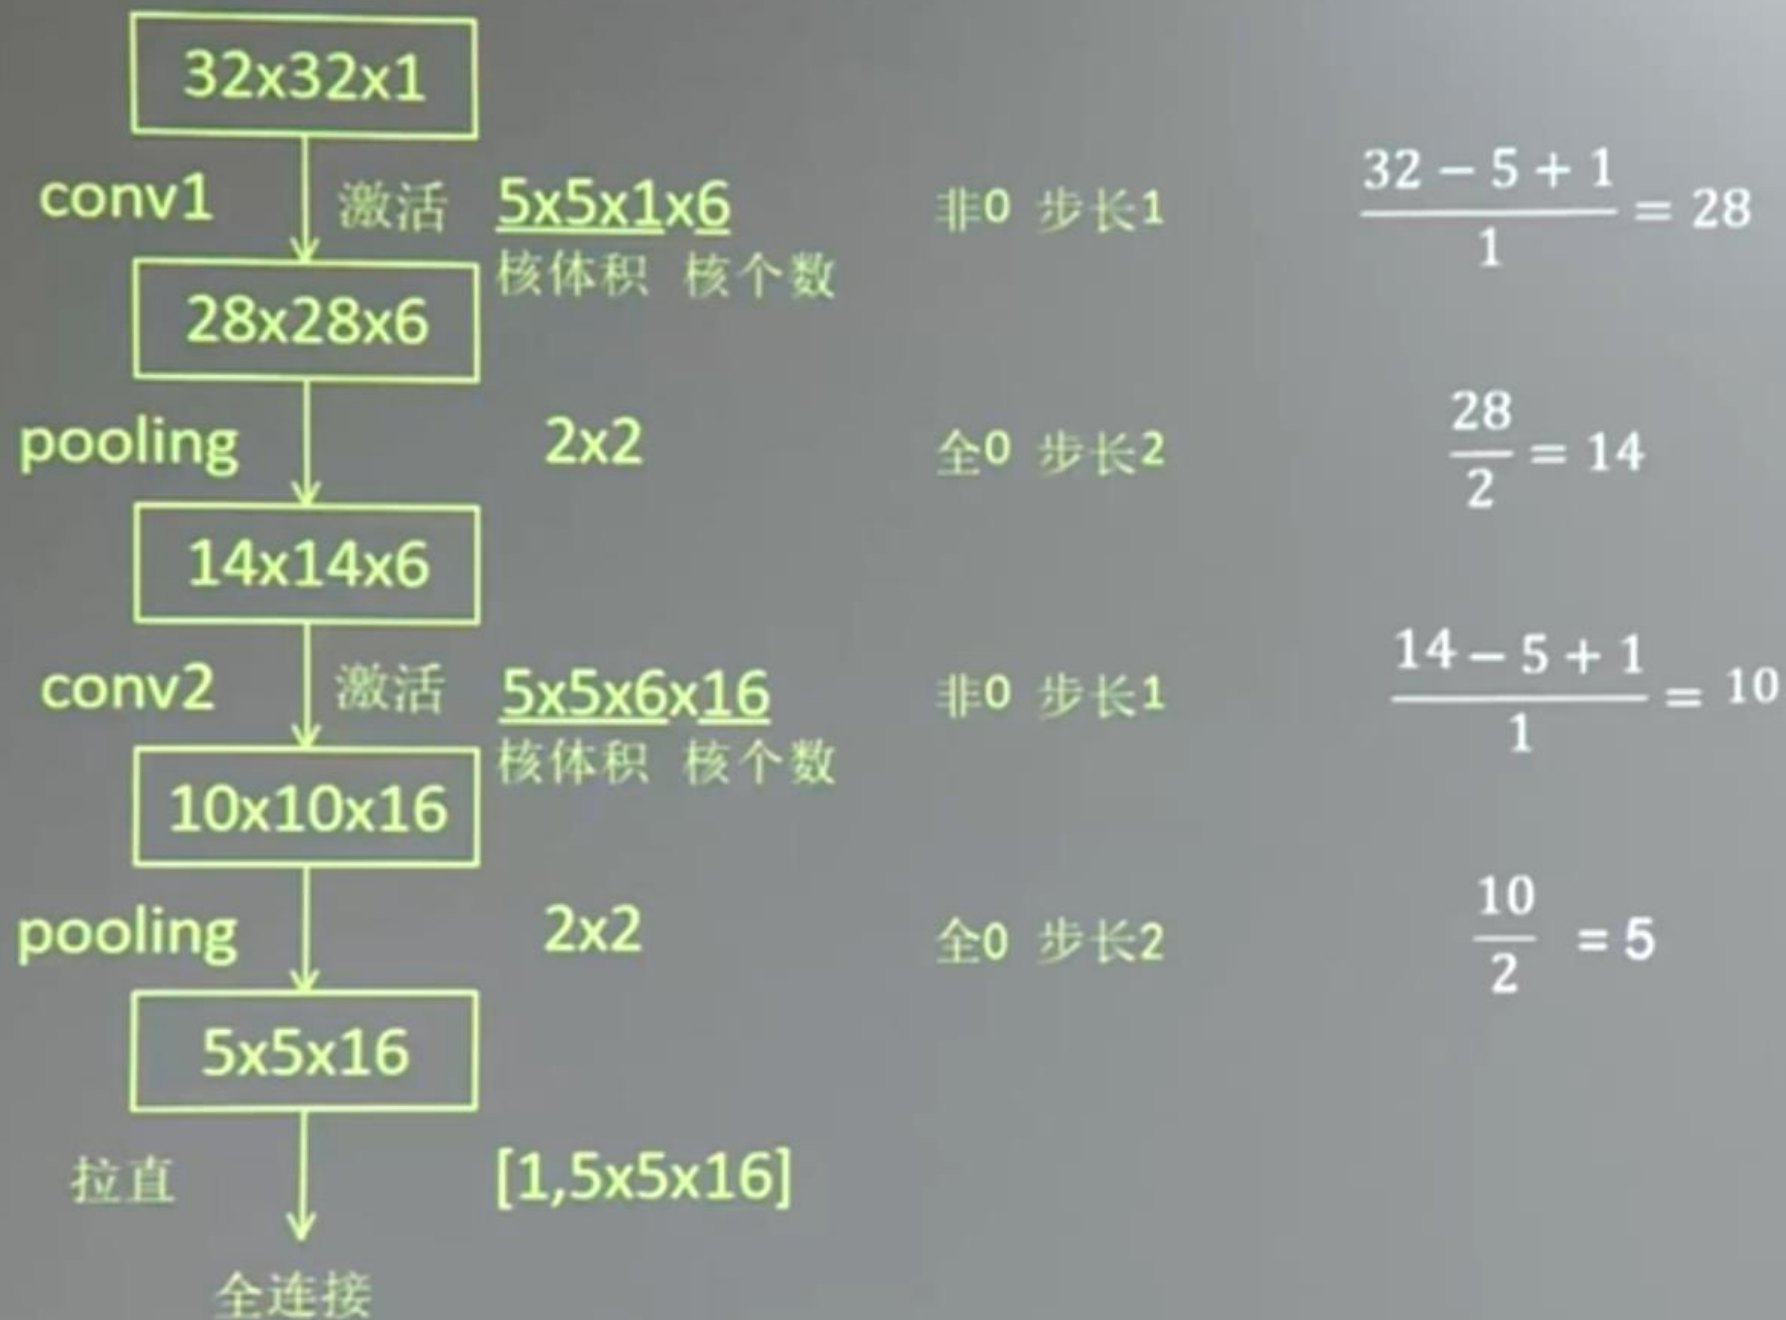 32x32x1
conv1 激活 5x5x1x6 非0 步长1 32 − 5 + 1 / 1 = 28
核体积 核个数
28x28x6
pooling 2x2 全0 步长2 28 / 2 = 14
14x14x6
conv2 激活 5x5x6x16 非0 步长1 14 − 5 + 1 / 1 = 10
核体积 核个数
10x10x16
pooling 2x2 全0 步长2 10 / 2 = 5
5x5x16
拉直 [1,5x5x16]
全连接